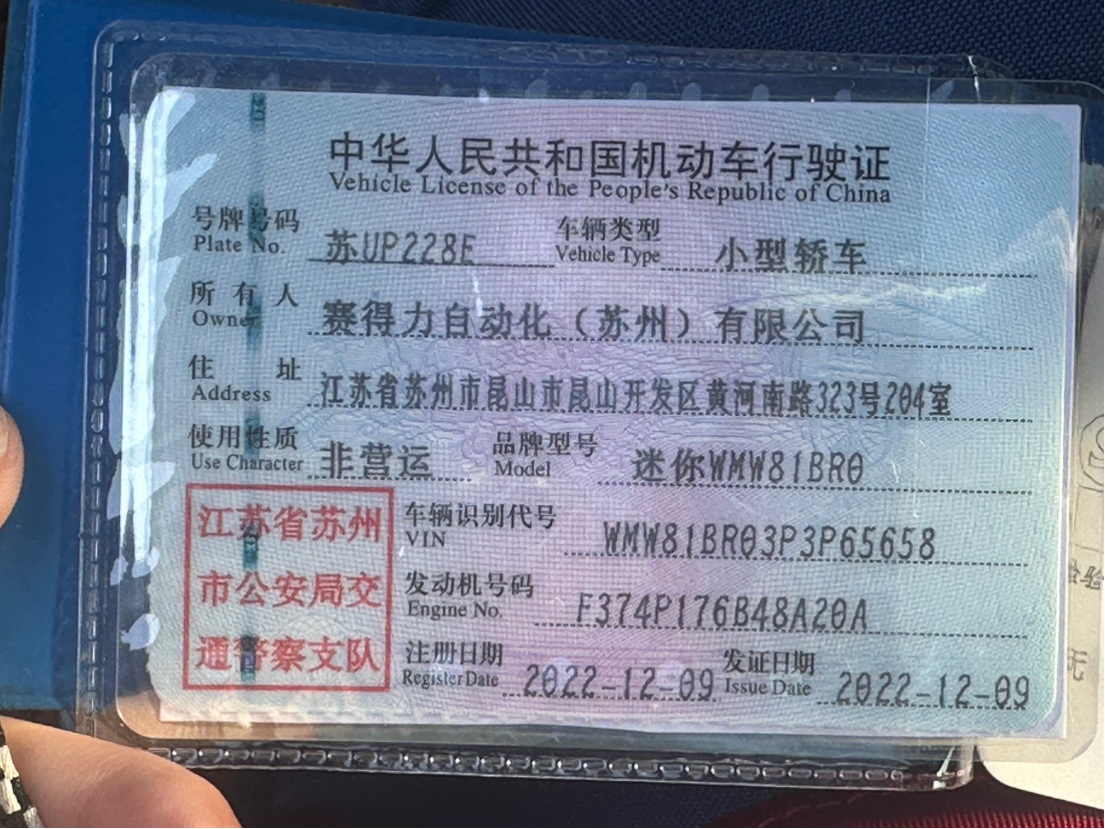 中华人民共和国机动车行驶证
Vehicle License of the People's Republic of China
号牌号码 苏UP228E 车辆类型 小型轿车
Plate No. Vehicle Type
所有人 赛得力自动化（苏州）有限公司
Owner
住址 江苏省苏州市昆山市昆山开发区黄河南路323号204室
Address
使用性质 非营运 品牌型号 迷你WMW81BR0
Use Character Model
江苏省苏州
市公安局交
通警察支队
车辆识别代号 WMW81BR03P3P65658
VIN
发动机号码 F374P176B48A20A
Engine No.
注册日期 2022-12-09 发证日期 2022-12-09
Register Date Issue Date